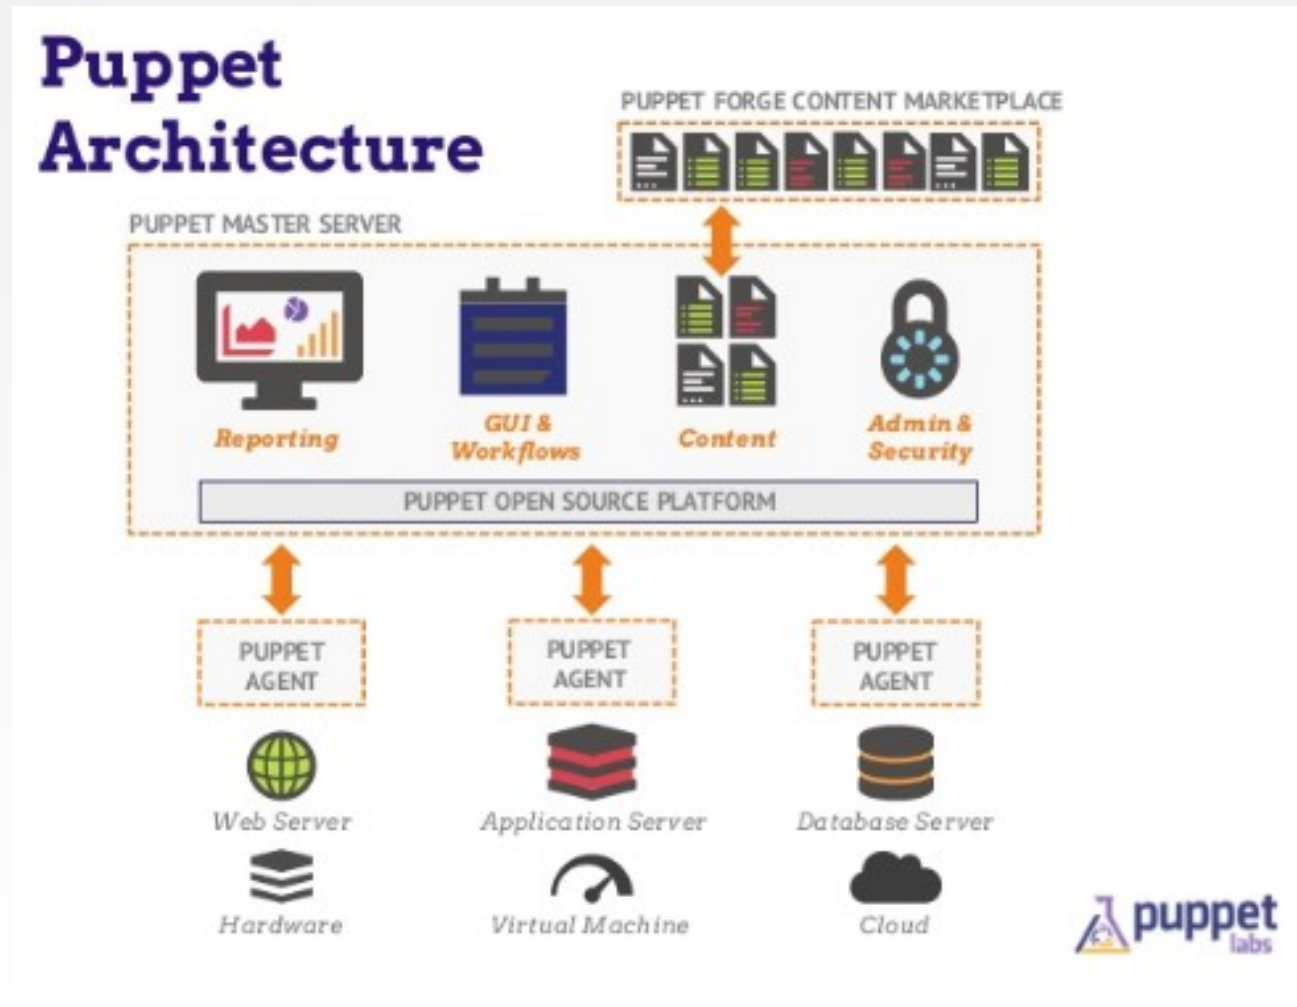 Puppet
Architecture
PUPPET FORGE CONTENT MARKETPLACE
PUPPET MASTER SERVER
Reporting
GUI &
Workflows
Content
Admin &
Security
PUPPET OPEN SOURCE PLATFORM
PUPPET
AGENT
PUPPET
AGENT
PUPPET
AGENT
Web Server
Application Server
Database Server
Hardware
Virtual Machine
Cloud
puppet
labs